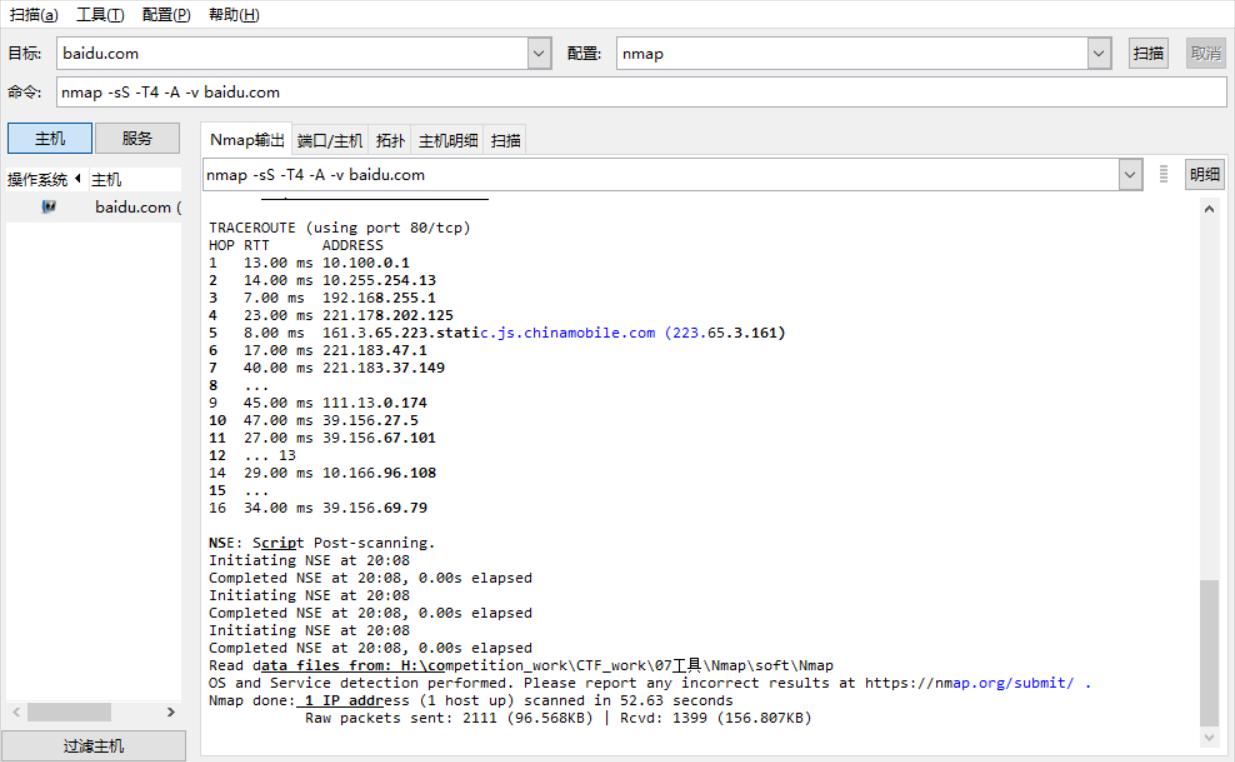 扫描(a) 工具(T) 配置(P) 帮助(H)
目标: baidu.com 配置: nmap 扫描 取消
命令: nmap -sS -T4 -A -v baidu.com
主机 服务
操作系统 主机
baidu.com (
过滤主机
Nmap输出 端口/主机 拓扑 主机明细 扫描
nmap -sS -T4 -A -v baidu.com 明细
TRACEROUTE (using port 80/tcp)
HOP RTT ADDRESS
1 13.00 ms 10.100.0.1
2 14.00 ms 10.255.254.13
3 7.00 ms 192.168.255.1
4 23.00 ms 221.178.202.125
5 8.00 ms 161.3.65.223.static.js.chinamobile.com (223.65.3.161)
6 17.00 ms 221.183.47.1
7 40.00 ms 221.183.37.149
8 ...
9 45.00 ms 111.13.0.174
10 47.00 ms 39.156.27.5
11 27.00 ms 39.156.67.101
12 ... 13
14 29.00 ms 10.166.96.108
15 ...
16 34.00 ms 39.156.69.79
NSE: Script Post-scanning.
Initiating NSE at 20:08
Completed NSE at 20:08, 0.00s elapsed
Initiating NSE at 20:08
Completed NSE at 20:08, 0.00s elapsed
Initiating NSE at 20:08
Completed NSE at 20:08, 0.00s elapsed
Read data files from: H:\competition_work\CTF_work\07工具\Nmap\soft\Nmap
OS and Service detection performed. Please report any incorrect results at https://nmap.org/submit/ .
Nmap done: 1 IP address (1 host up) scanned in 52.63 seconds
Raw packets sent: 2111 (96.568KB) | Rcvd: 1399 (156.807KB)